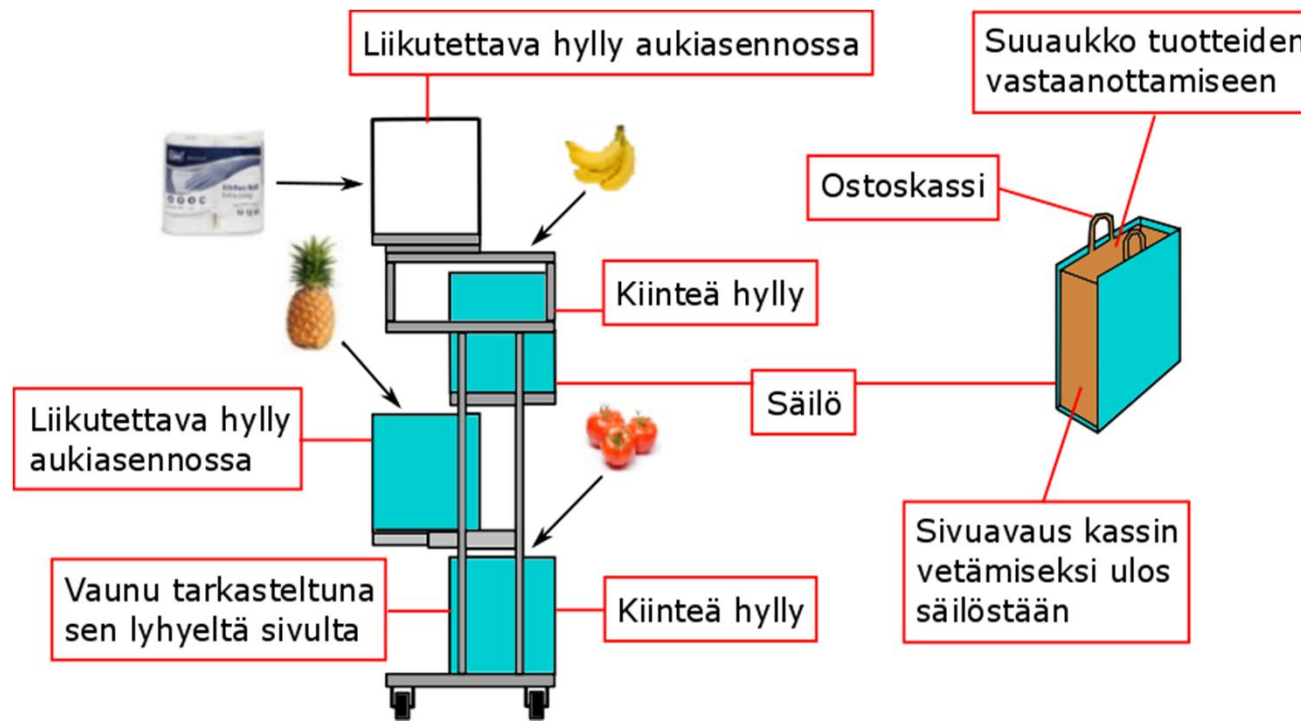 Liikutettava hylly aukiasennossa
Suuaukko tuotteiden
vastaanottamiseen
Ostoskassi
Kiinteä hylly
Säilö
Liikutettava hylly
aukiasennossa
Sivuavaus kassin
vetämiseksi ulos
säilöstään
Vaunu tarkasteltuna
sen lyhyeltä sivulta
Kiinteä hylly